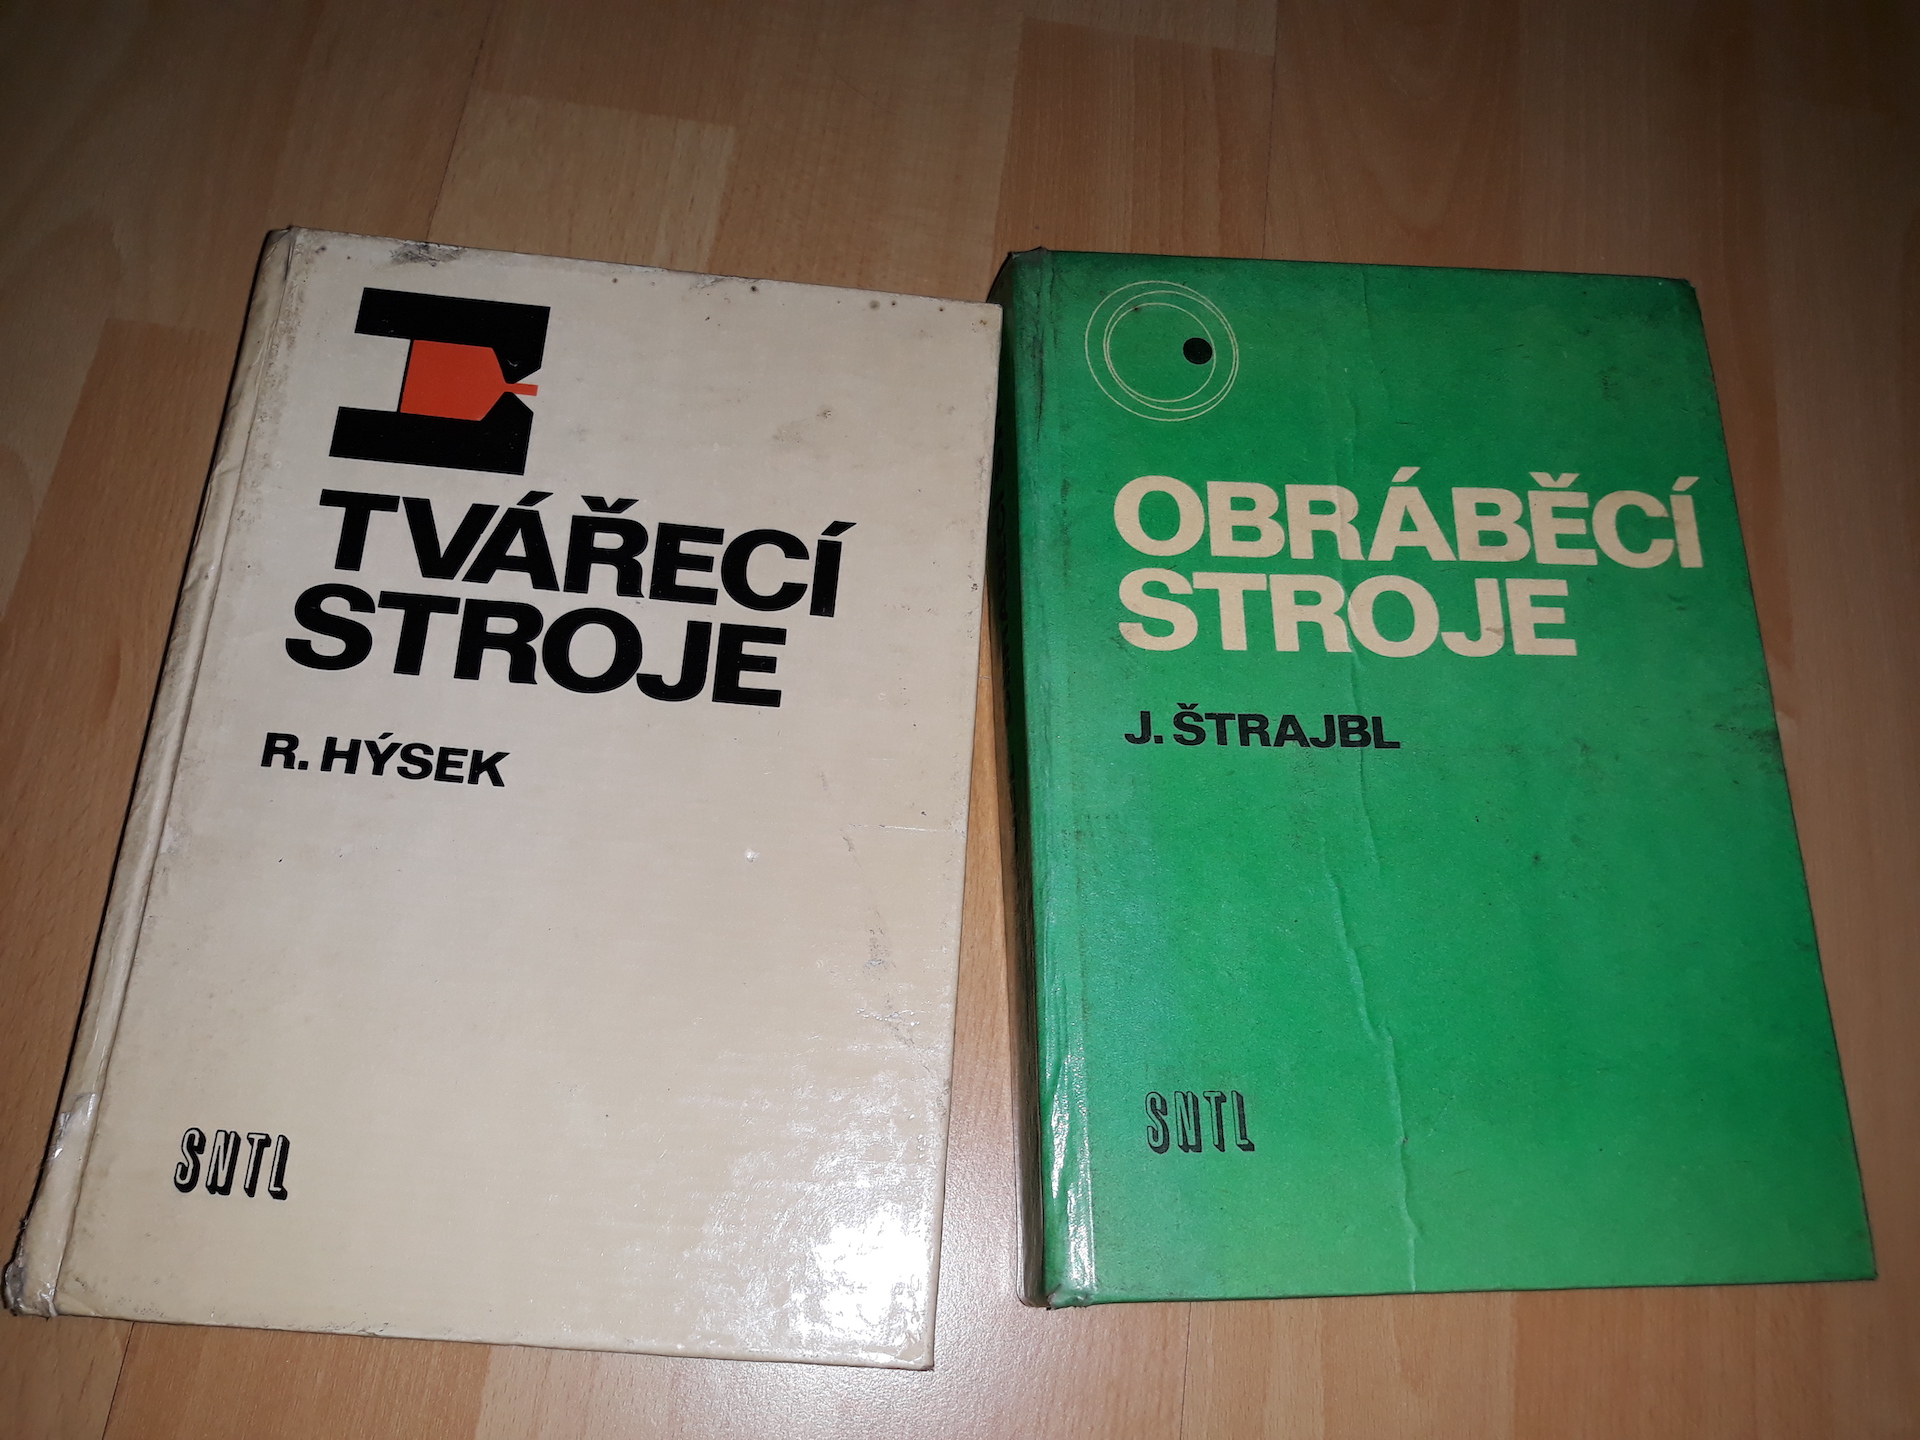 TVÁŘECÍ
STROJE
R. HÝSEK
SNTL
OBRÁBĚCÍ
STROJE
J. ŠTRAJBL
SNTL